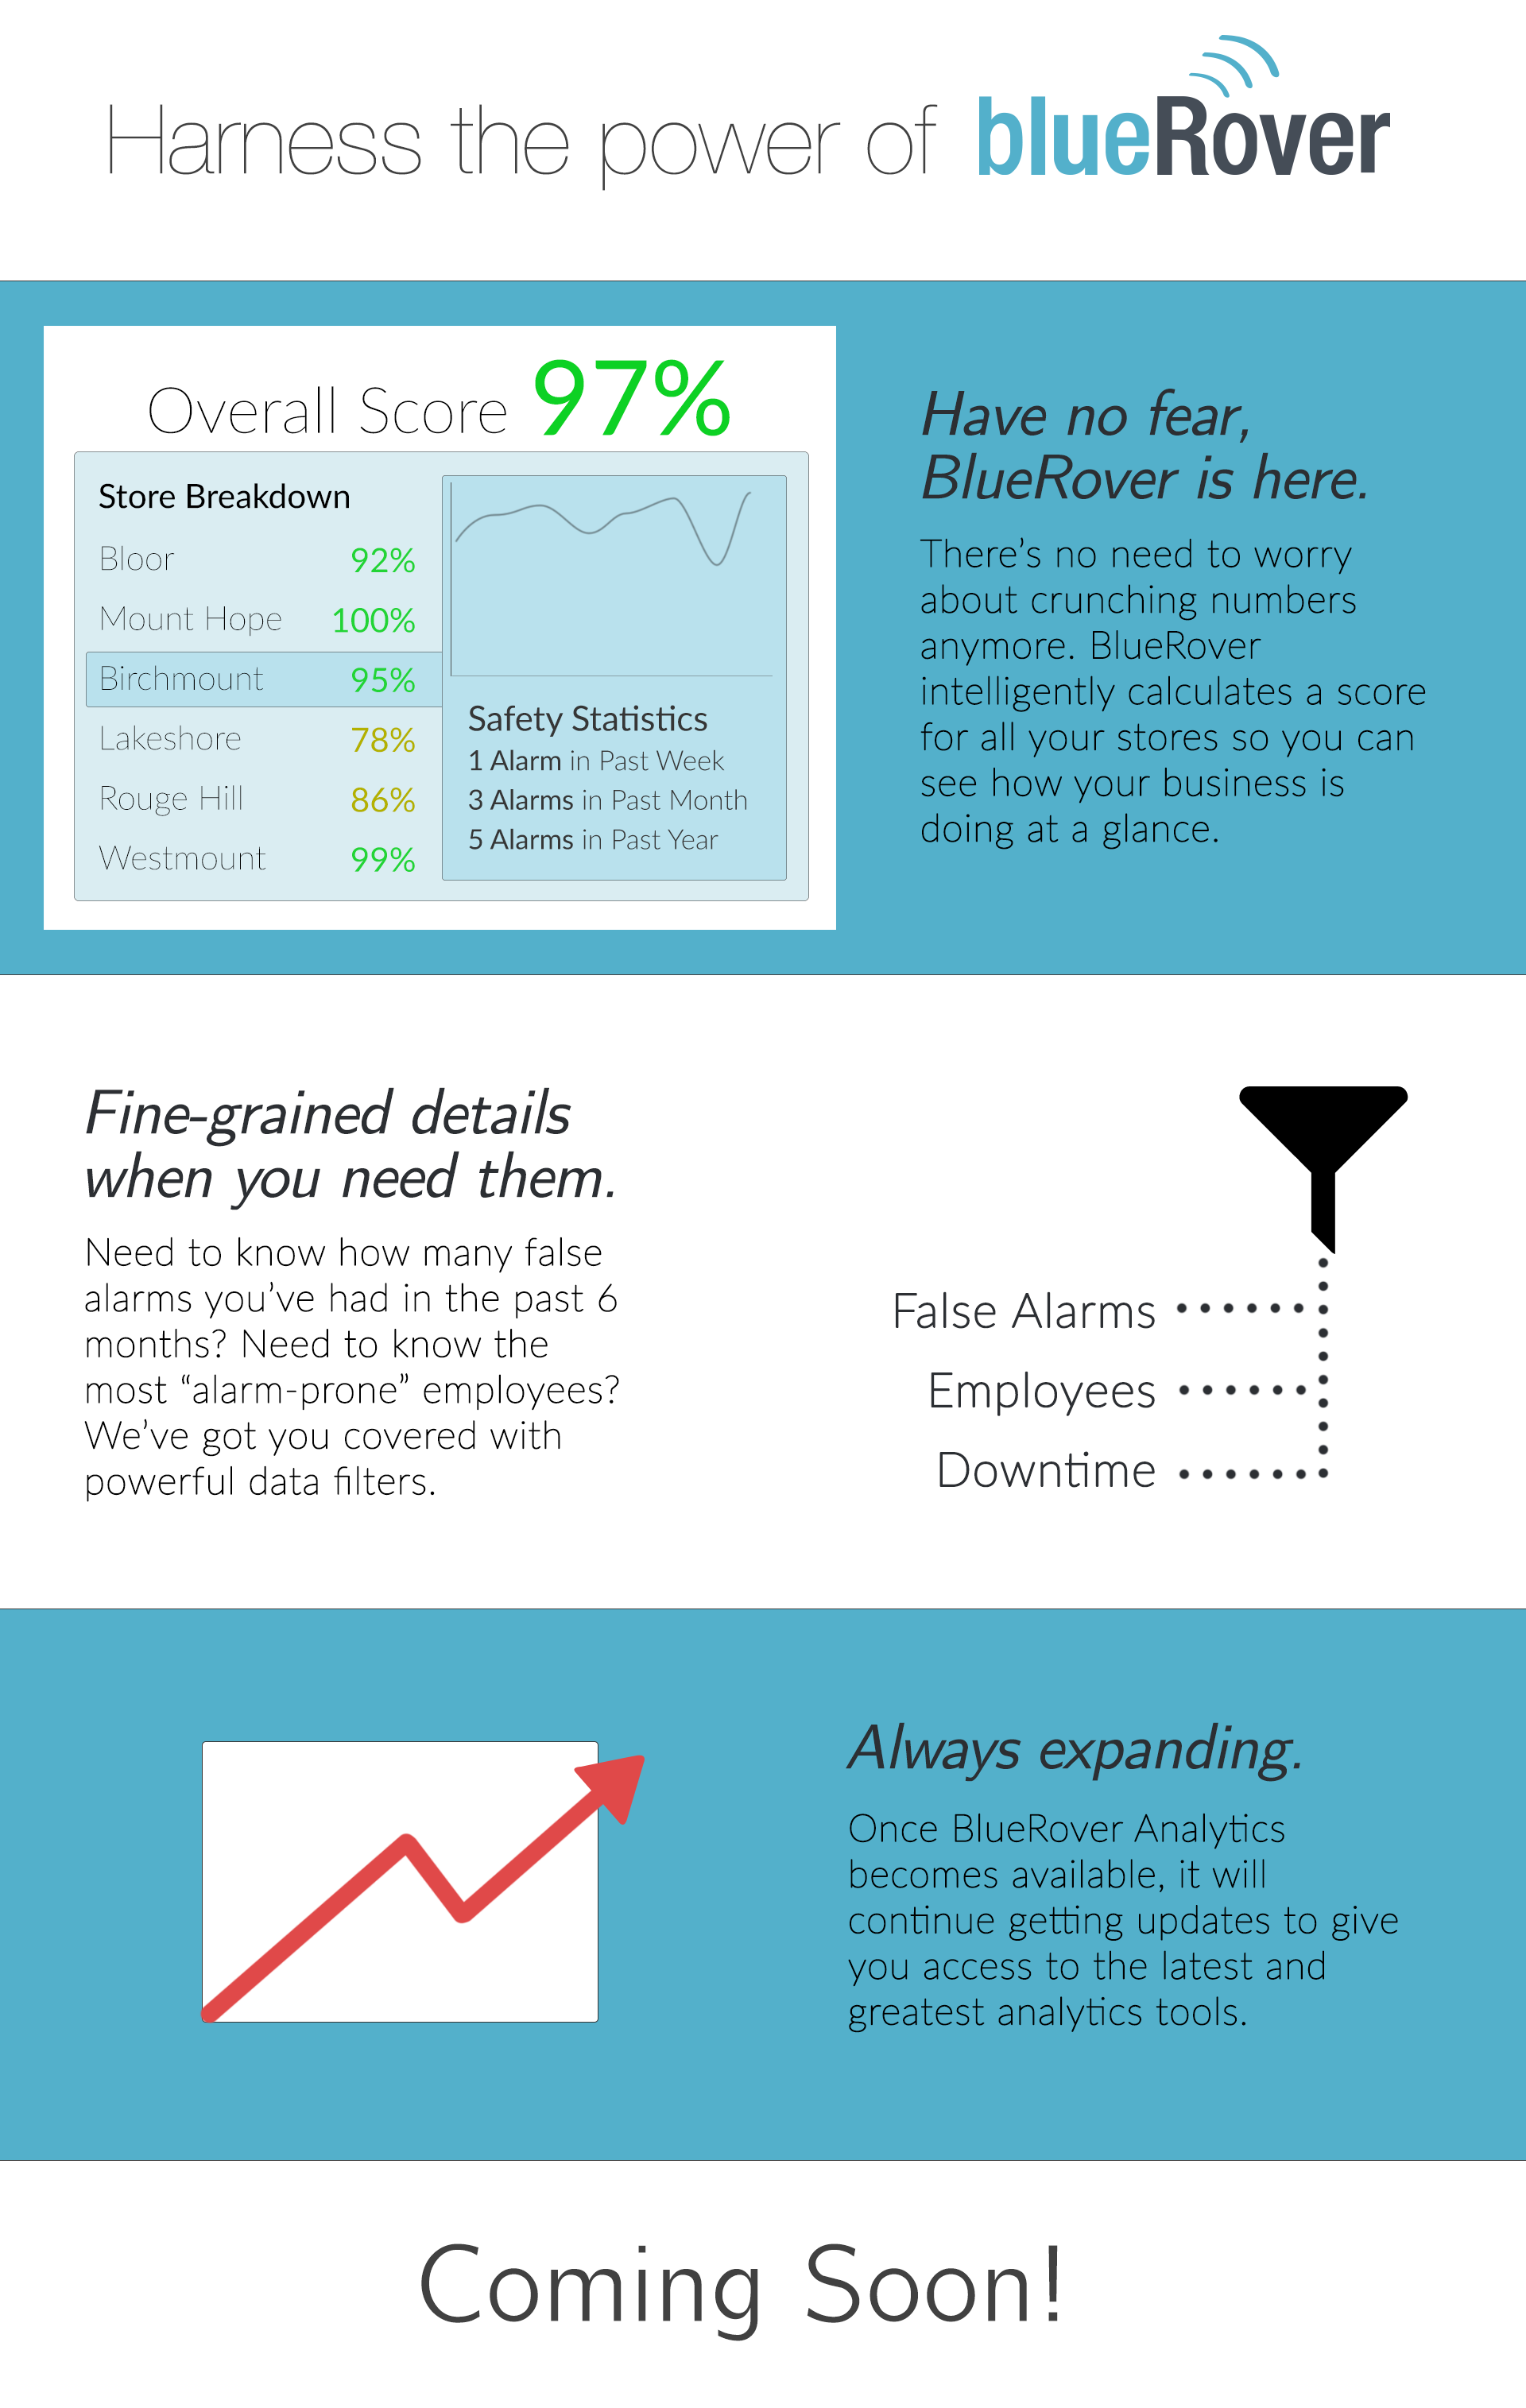 Harness the power of blueRover
Overall Score 97%
Store Breakdown
Bloor 92%
Mount Hope 100%
Birchmount 95%
Lakeshore 78%
Rouge Hill 86%
Westmount 99%
Safety Statistics
1 Alarm in Past Week
3 Alarms in Past Month
5 Alarms in Past Year
Have no fear,
BlueRover is here.
There's no need to worry
about crunching numbers
anymore. BlueRover
intelligently calculates a score
for all your stores so you can
see how your business is
doing at a glance.
Fine-grained details
when you need them.
Need to know how many false
alarms you've had in the past 6
months? Need to know the
most “alarm-prone” employees?
We've got you covered with
powerful data filters.
False Alarms
Employees
Downtime
Always expanding.
Once BlueRover Analytics
becomes available, it will
continue getting updates to give
you access to the latest and
greatest analytics tools.
Coming Soon!